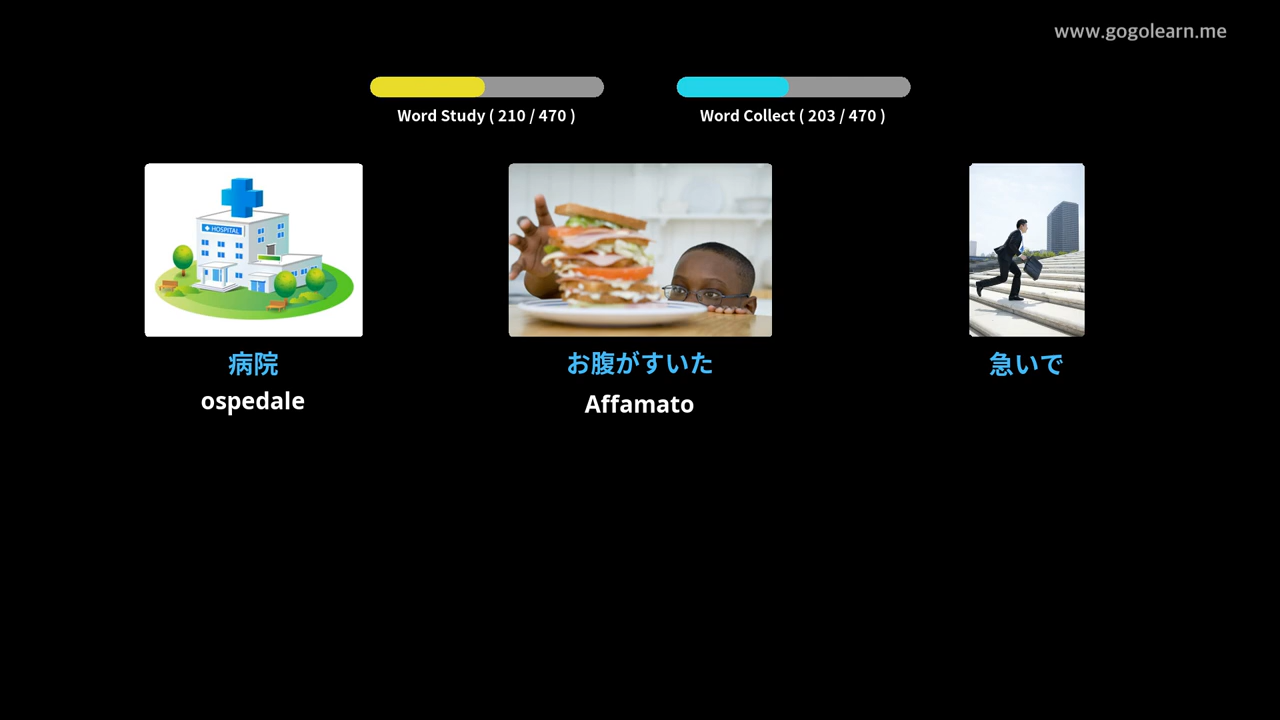 www.gogolearn.me
Word Study ( 210 / 470 )
Word Collect ( 203 / 470 )
HOSPITAL
病院
お腹がすいた
急いで
ospedale
Affamato